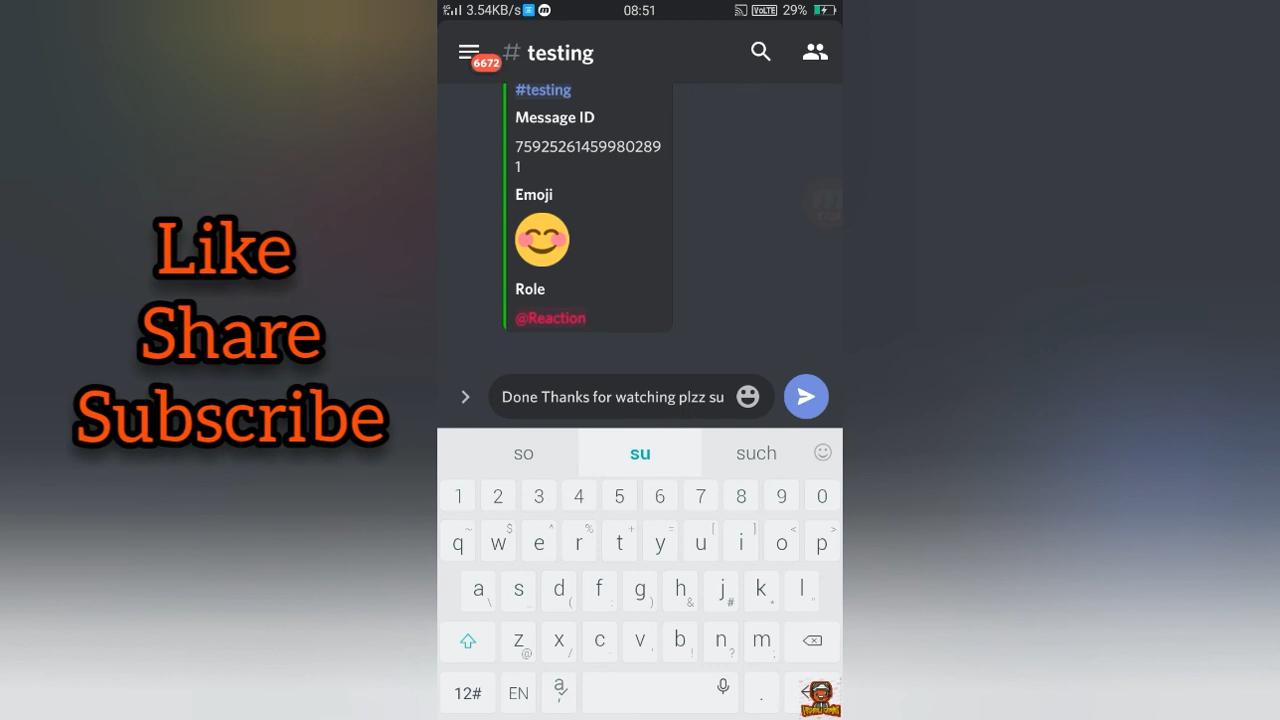 3.54KB/s
08:51
VoLTE
29%
6672
# testing
#testing
Message ID
75925261459980289
1
Emoji
Role
@Reaction
Like
Share
Subscribe
Done Thanks for watching plzz su
so su such
1 2 3 4 5 6 7 8 9 0
~ $ ^ % + = [ ] < >
q w e r t y u i o p
a s d f g h j k l
\ _ ( : ) & # * "
z x c v b n m
@ / - , ! ? ;
12# EN a .